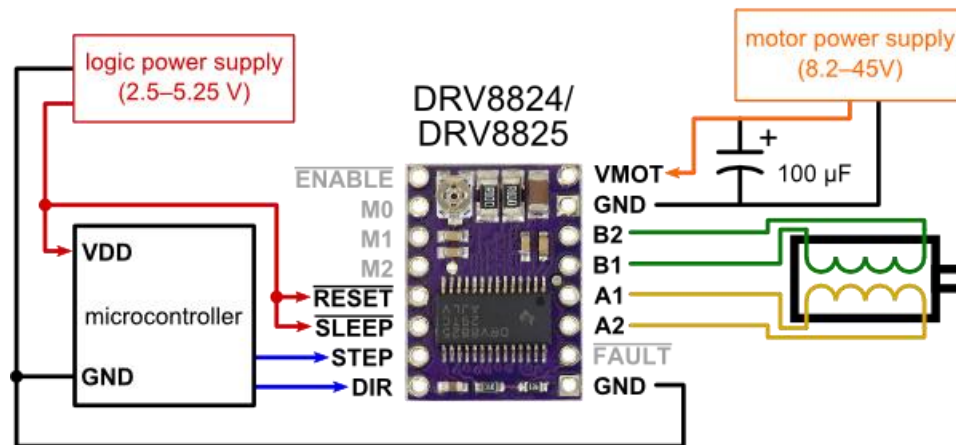 logic power supply
(2.5–5.25 V)
motor power supply
(8.2–45V)
DRV8824/
DRV8825
+
100 µF
ENABLE
M0
M1
M2
RESET
SLEEP
STEP
DIR
VMOT
GND
B2
B1
A1
A2
FAULT
GND
VDD
microcontroller
GND